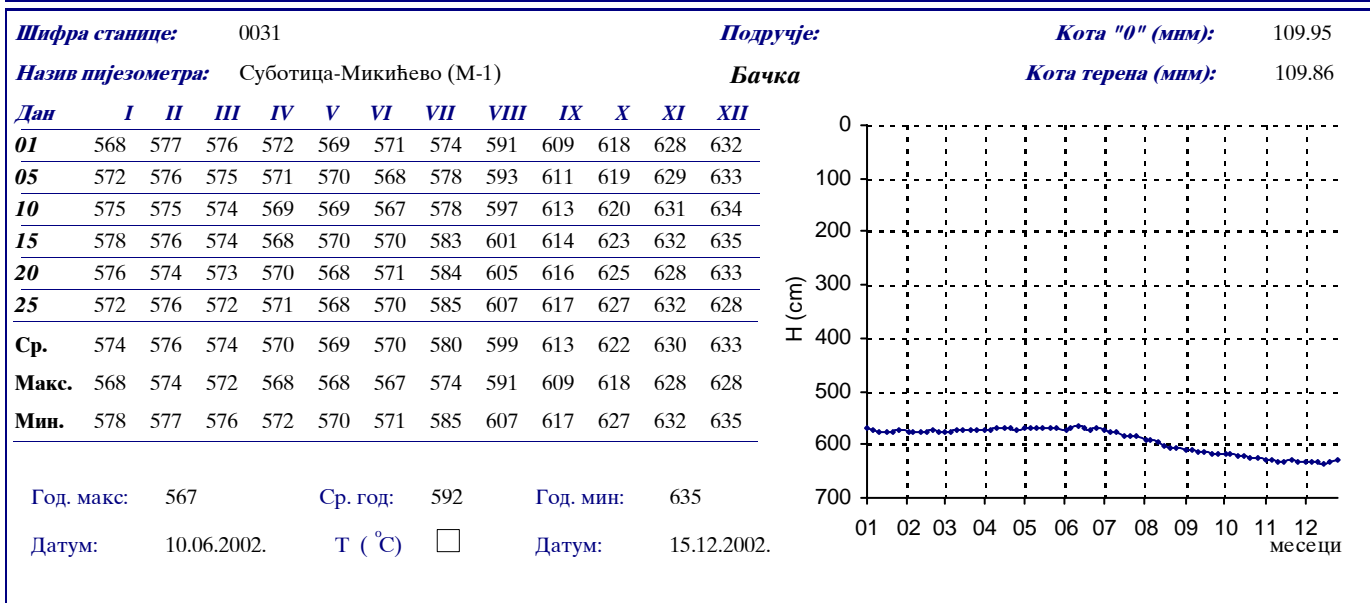 Шифра станице: 0031 Подручје: Кота "0" (мнм): 109.95
Назив пијезометра: Суботица-Микићево (М-1) Бачка Кота терена (мнм): 109.86
Дан I II III IV V VI VII VIII IX X XI XII
01 568 577 576 572 569 571 574 591 609 618 628 632
05 572 576 575 571 570 568 578 593 611 619 629 633
10 575 575 574 569 569 567 578 597 613 620 631 634
15 578 576 574 568 570 570 583 601 614 623 632 635
20 576 574 573 570 568 571 584 605 616 625 628 633
25 572 576 572 571 568 570 585 607 617 627 632 628
Ср. 574 576 574 570 569 570 580 599 613 622 630 633
Макс. 568 574 572 568 568 567 574 591 609 618 628 628
Мин. 578 577 576 572 570 571 585 607 617 627 632 635
Год. макс: 567 Ср. год: 592 Год. мин: 635
Датум: 10.06.2002. Т ( °С) Датум: 15.12.2002.
H (cm)
0
100
200
300
400
500
600
700
01 02 03 04 05 06 07 08 09 10 11 12
месеци